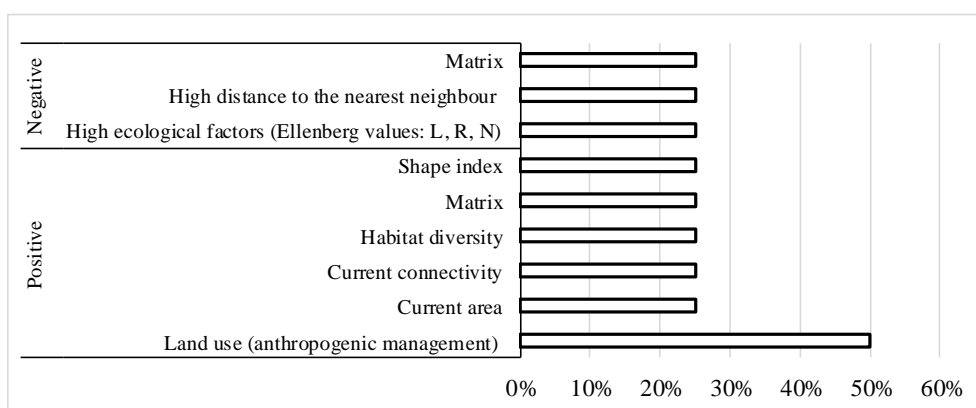 Negative
Matrix
High distance to the nearest neighbour
High ecological factors (Ellenberg values: L, R, N)
Positive
Shape index
Matrix
Habitat diversity
Current connectivity
Current area
Land use (anthropogenic management)
0% 10% 20% 30% 40% 50% 60%